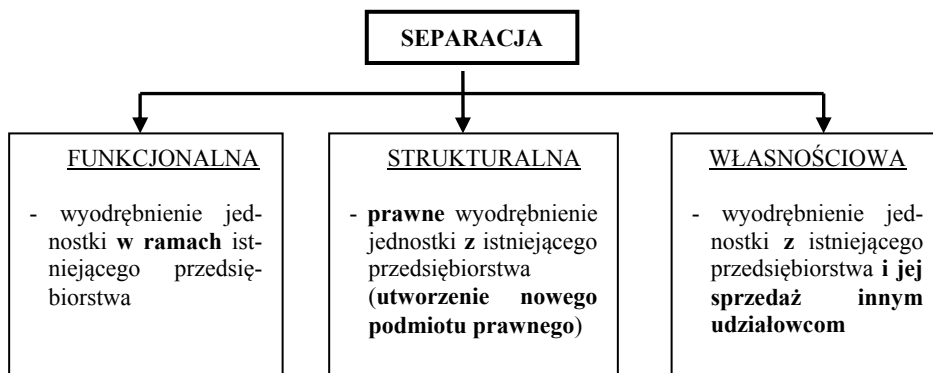 SEPARACJA
FUNKCJONALNA
- wyodrębnienie jed-
nostki w ramach ist-
niejącego przedsię-
biorstwa
STRUKTURALNA
- prawne wyodrębnienie
jednostki z istniejącego
przedsiębiorstwa
(utworzenie nowego
podmiotu prawnego)
WŁASNOŚCIOWA
- wyodrębnienie jed-
nostki z istniejącego
przedsiębiorstwa i jej
sprzedaż innym
udziałowcom